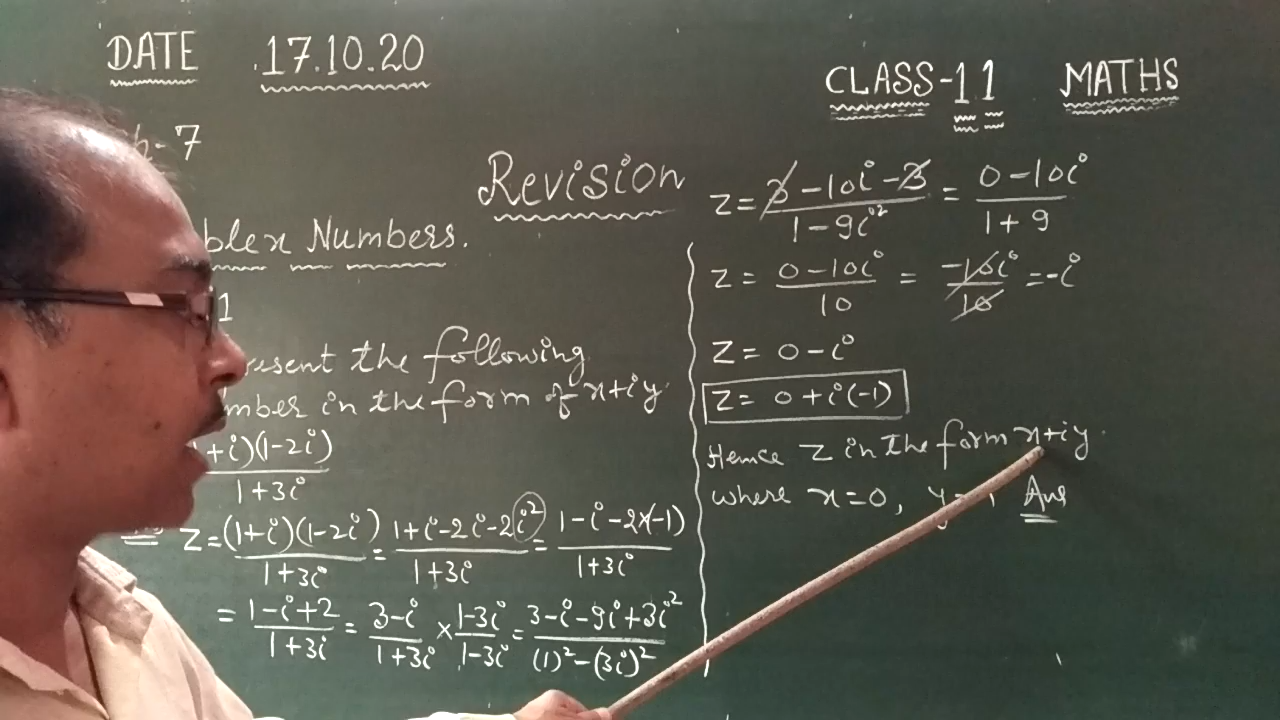 DATE 17.10.20
CLASS-11 MATHS
-7
Revision
plex Numbers.
1
resent the following
mber in the form of x+iy
+i)(1-2i)
1+3i
Z=(1+i)(1-2i)/1+3i = 1+i-2i-2i²/1+3i = 1-i-2x-1)/1+3i
= 1-i+2/1+3i = 3-i/1+3i × 1-3i/1-3i = 3-i-9i+3i²/(1)²-(3i)²
Z= 3-10i-3/1-9i² = 0-10i/1+9
Z= 0-10i/10 = -10i/10 =-i
Z= 0-i
Z= 0+i(-1)
Hence Z in the form x+iy.
where x=0, y= Ans